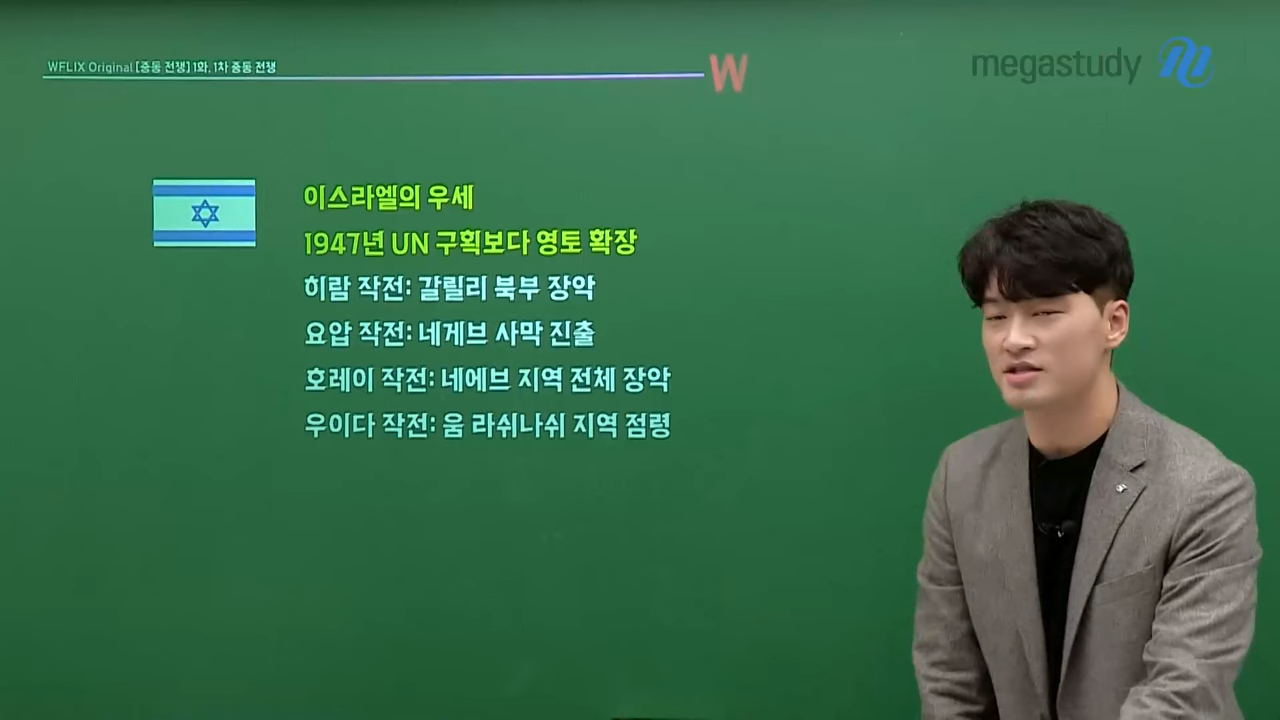 WFLIX Original [중동 전쟁] 1화. 1차 중동 전쟁
W
megastudy
이스라엘의 우세
1947년 UN 구획보다 영토 확장
히람 작전: 갈릴리 북부 장악
요압 작전: 네게브 사막 진출
호레이 작전: 네에브 지역 전체 장악
우이다 작전: 움 라쉬나쉬 지역 점령